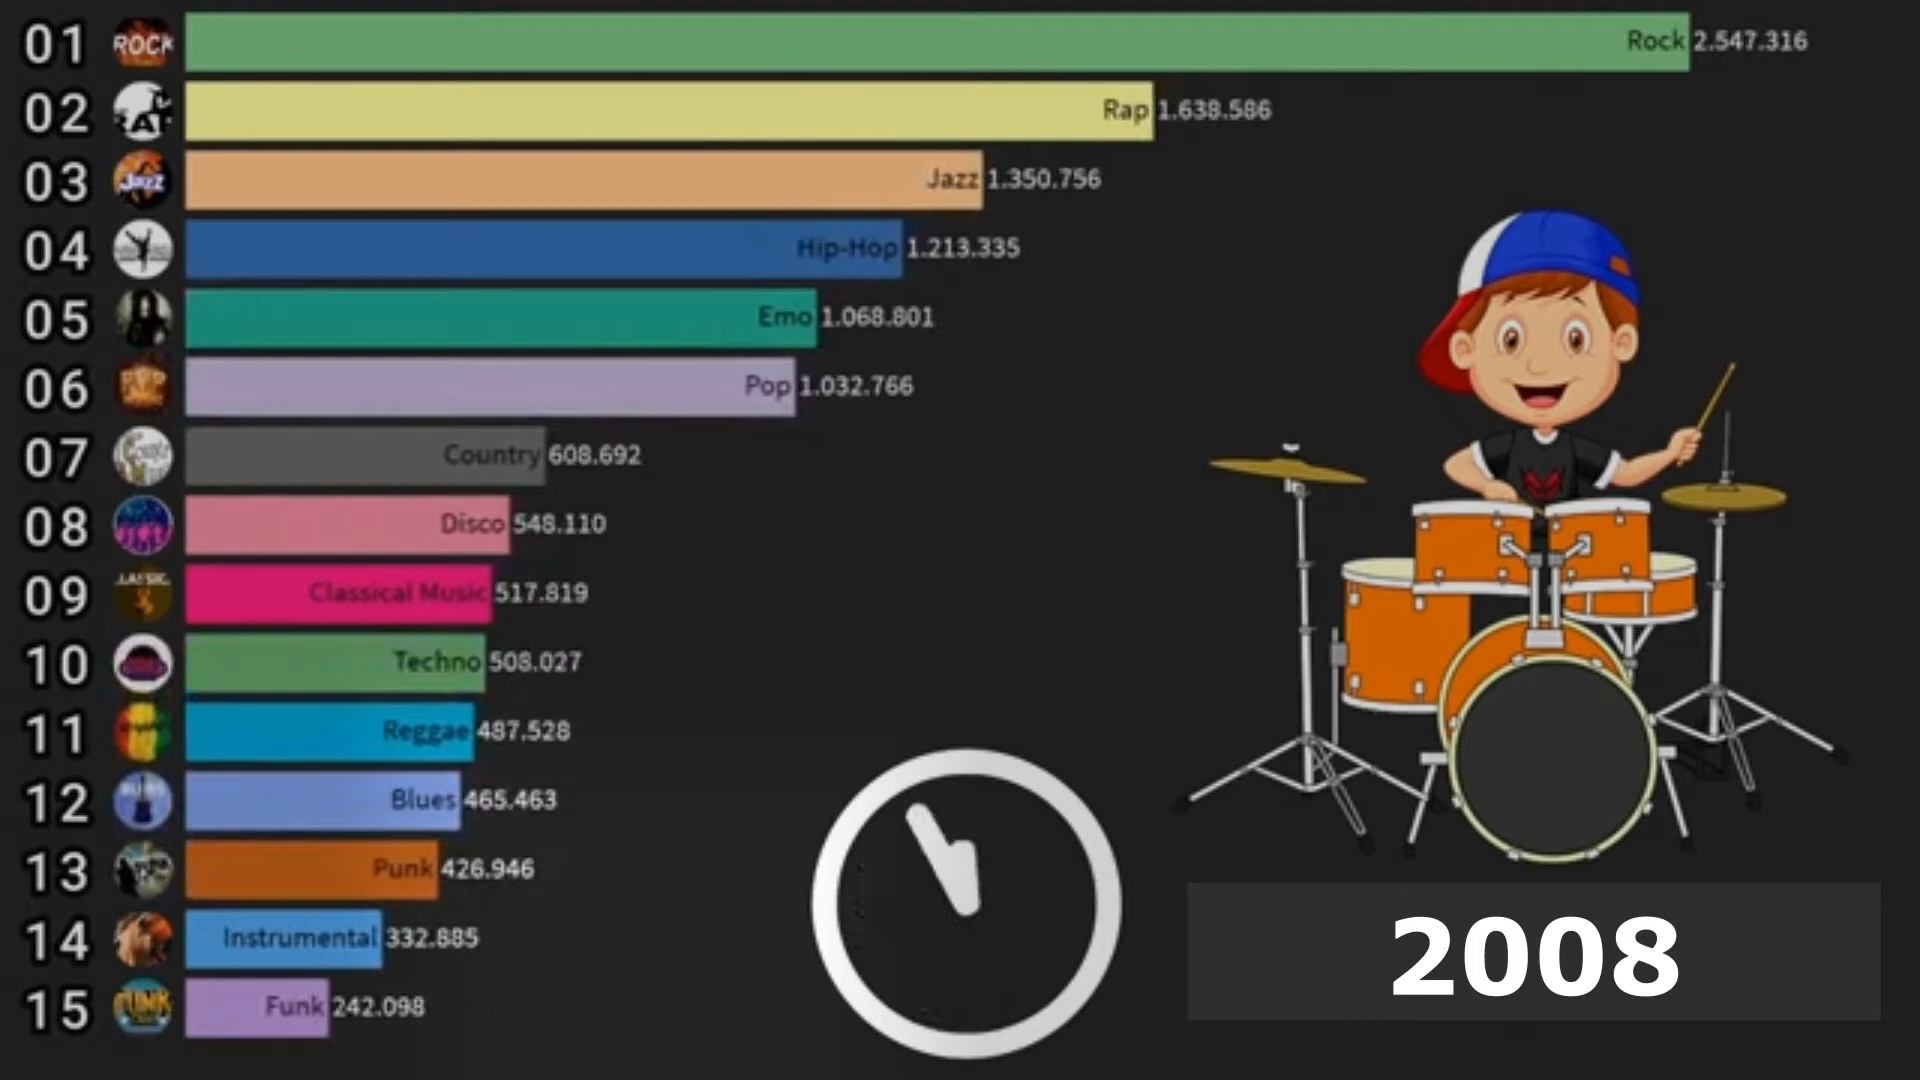 01 ROCK Rock 2.547.316
02 RAP Rap 1.638.586
03 Jazz Jazz 1.350.756
04 Hip-Hop 1.213.335
05 Emo 1.068.801
06 POP Pop 1.032.766
07 Country 608.692
08 Disco 548.110
09 Classical Music 517.819
10 Techno 508.027
11 Reggae 487.528
12 BLUES Blues 465.463
13 Punk 426.946
14 Instrumental 332.885
15 FUNK Funk 242.098
2008